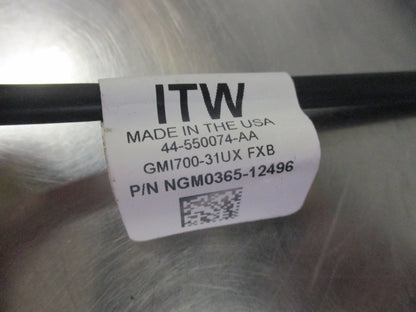 ITW
MADE IN THE USA
44-550074-AA
GMI700-31UX FXB
P/N NGM0365-12496